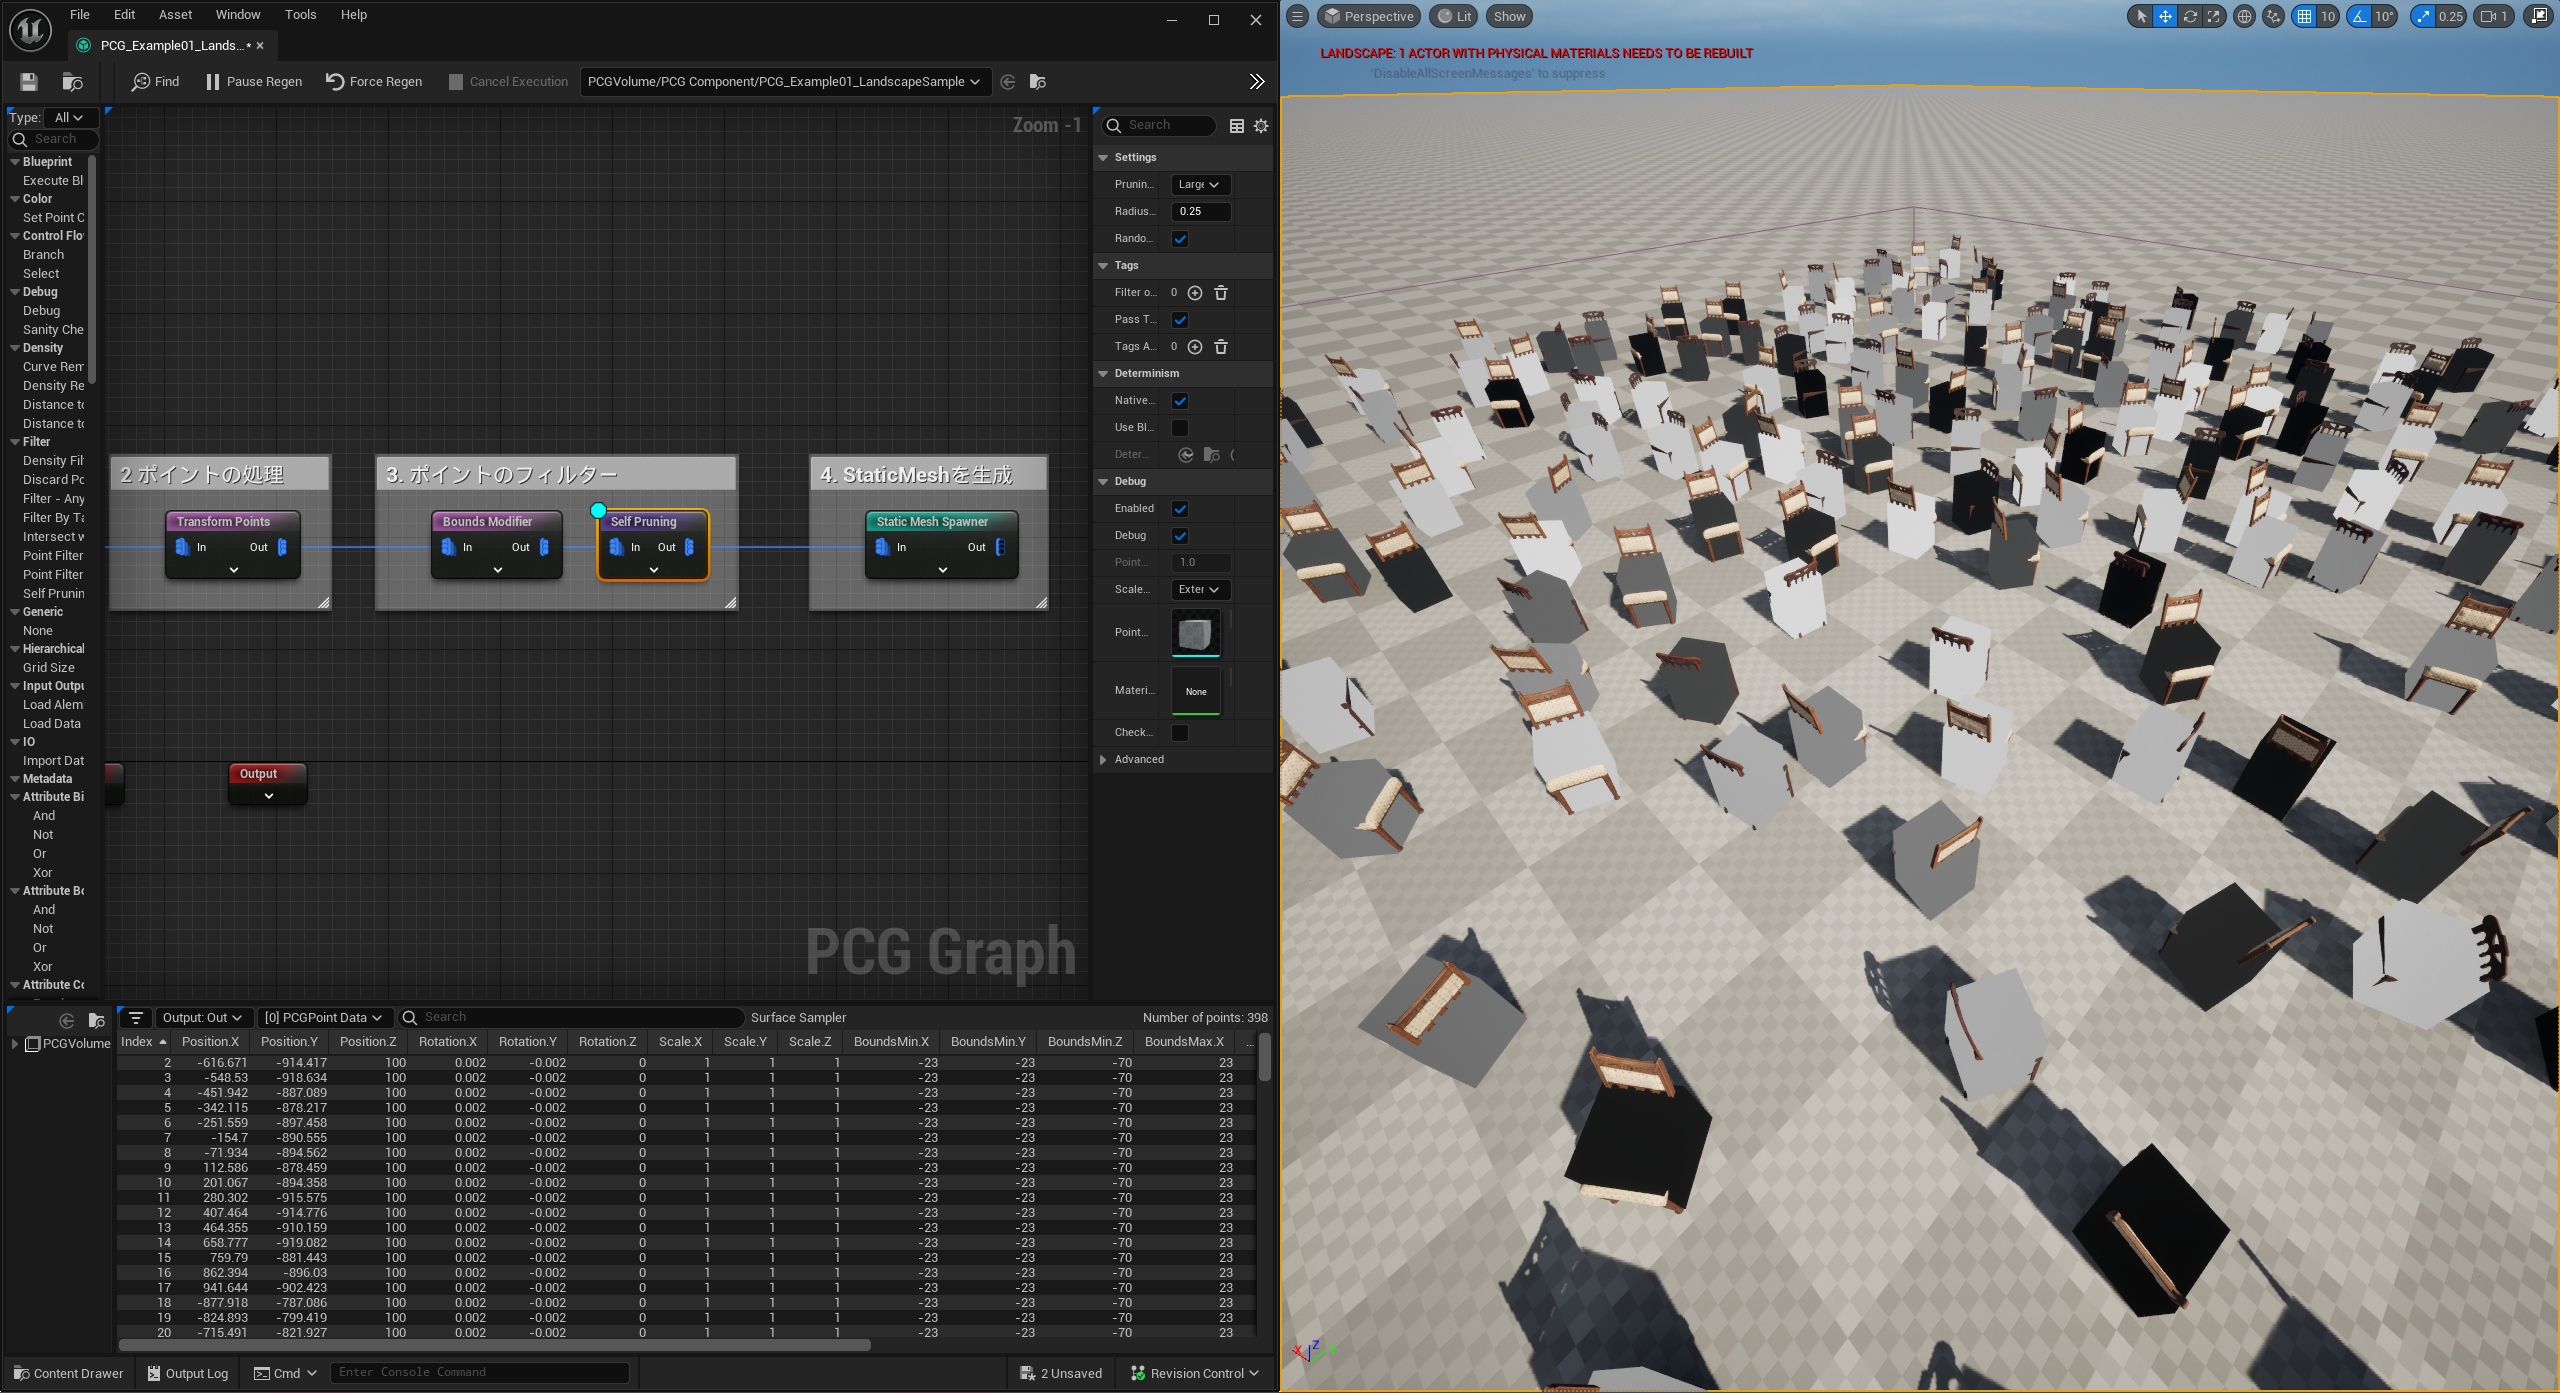 File Edit Asset Window Tools Help
PCG_Example01_Lands...*
Find Pause Regen Force Regen Cancel Execution PCGVolume/PCG Component/PCG_Example01_LandscapeSample
Type: All
Search
Blueprint
Execute Bl
Color
Set Point C
Control Flo
Branch
Select
Debug
Debug
Sanity Che
Density
Curve Rem
Density Re
Distance to
Distance to
Filter
Density Filt
Discard Po
Filter - Any
Filter By Ta
Intersect w
Point Filter
Point Filter
Self Prunin
Generic
None
Hierarchical
Grid Size
Input Outpu
Load Alem
Load Data
IO
Import Dat
Metadata
Attribute Bi
And
Not
Or
Xor
Attribute Bo
And
Not
Or
Xor
Attribute Co
Zoom -1
2 ポイントの処理
Transform Points
In Out
3. ポイントのフィルター
Bounds Modifier
In Out
Self Pruning
In Out
4. StaticMeshを生成
Static Mesh Spawner
In Out
Output
PCG Graph
Search
Settings
Prunin... Large
Radius... 0.25
Rando...
Tags
Filter o... 0
Pass T...
Tags A... 0
Determinism
Native...
Use Bl...
Deter...
Debug
Enabled
Debug
Point... 1.0
Scale... Exter
Point...
Materi... None
Check...
Advanced
PCGVolume
Output: Out [0] PCGPoint Data Search Surface Sampler Number of points: 398
Index Position.X Position.Y Position.Z Rotation.X Rotation.Y Rotation.Z Scale.X Scale.Y Scale.Z BoundsMin.X BoundsMin.Y BoundsMin.Z BoundsMax.X ...
2 -616.671 -914.417 100 0.002 -0.002 0 1 1 1 -23 -23 -70 23
3 -548.53 -918.634 100 0.002 -0.002 0 1 1 1 -23 -23 -70 23
4 -451.942 -887.089 100 0.002 -0.002 0 1 1 1 -23 -23 -70 23
5 -342.115 -878.217 100 0.002 -0.002 0 1 1 1 -23 -23 -70 23
6 -251.559 -897.458 100 0.002 -0.002 0 1 1 1 -23 -23 -70 23
7 -154.7 -890.555 100 0.002 -0.002 0 1 1 1 -23 -23 -70 23
8 -71.934 -894.562 100 0.002 -0.002 0 1 1 1 -23 -23 -70 23
9 112.586 -878.459 100 0.002 -0.002 0 1 1 1 -23 -23 -70 23
10 201.067 -894.358 100 0.002 -0.002 0 1 1 1 -23 -23 -70 23
11 280.302 -915.575 100 0.002 -0.002 0 1 1 1 -23 -23 -70 23
12 407.464 -914.776 100 0.002 -0.002 0 1 1 1 -23 -23 -70 23
13 464.355 -910.159 100 0.002 -0.002 0 1 1 1 -23 -23 -70 23
14 658.777 -919.082 100 0.002 -0.002 0 1 1 1 -23 -23 -70 23
15 759.79 -881.443 100 0.002 -0.002 0 1 1 1 -23 -23 -70 23
16 862.394 -896.03 100 0.002 -0.002 0 1 1 1 -23 -23 -70 23
17 941.644 -902.423 100 0.002 -0.002 0 1 1 1 -23 -23 -70 23
18 -877.918 -787.086 100 0.002 -0.002 0 1 1 1 -23 -23 -70 23
19 -824.893 -799.419 100 0.002 -0.002 0 1 1 1 -23 -23 -70 23
20 -715.491 -821.927 100 0.002 -0.002 0 1 1 1 -23 -23 -70 23
Content Drawer Output Log Cmd Enter Console Command 2 Unsaved Revision Control
Perspective Lit Show 10 10° 0.25 1
LANDSCAPE: 1 ACTOR WITH PHYSICAL MATERIALS NEEDS TO BE REBUILT
'DisableAllScreenMessages' to suppress
X Z Y